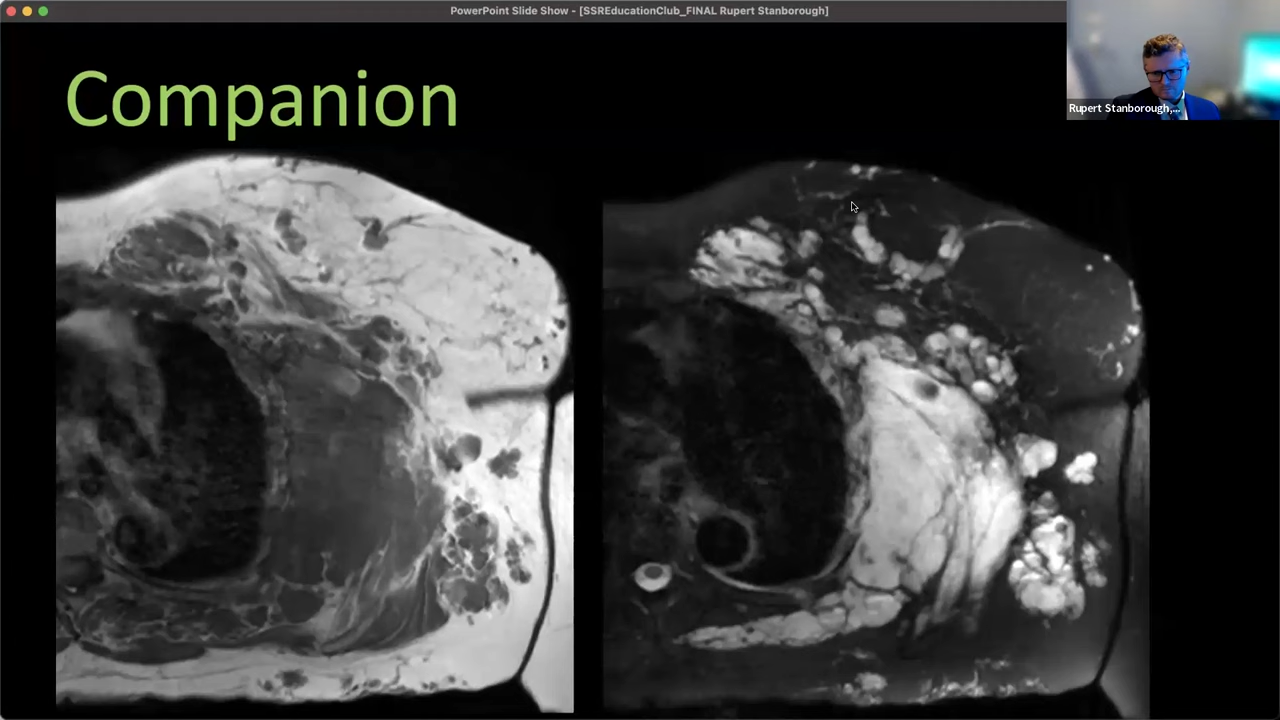 PowerPoint Slide Show - [SSREducationClub_FINAL Rupert Stanborough]
Companion
Rupert Stanborough,...